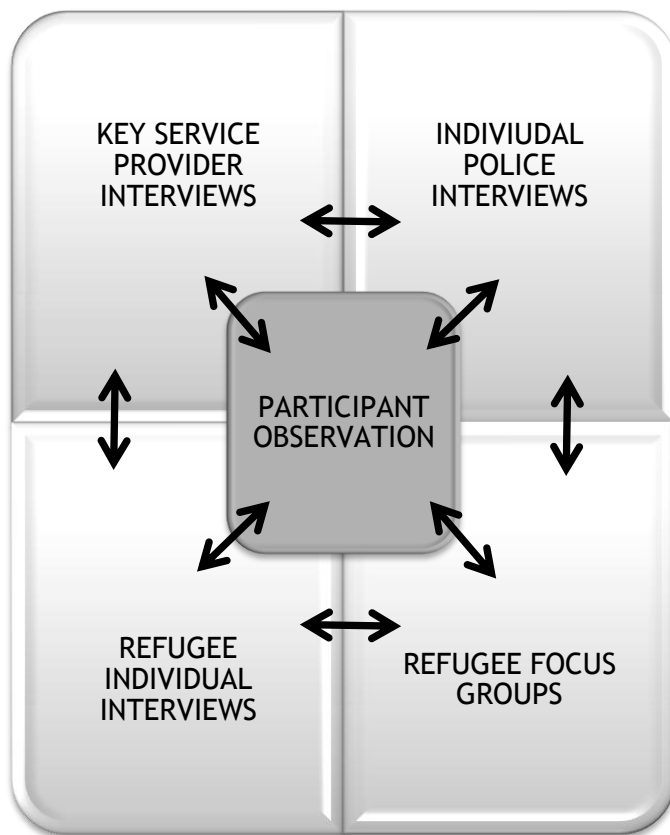 KEY SERVICE
PROVIDER
INTERVIEWS
INDIVIUDAL
POLICE
INTERVIEWS
PARTICIPANT
OBSERVATION
REFUGEE
INDIVIDUAL
INTERVIEWS
REFUGEE FOCUS
GROUPS